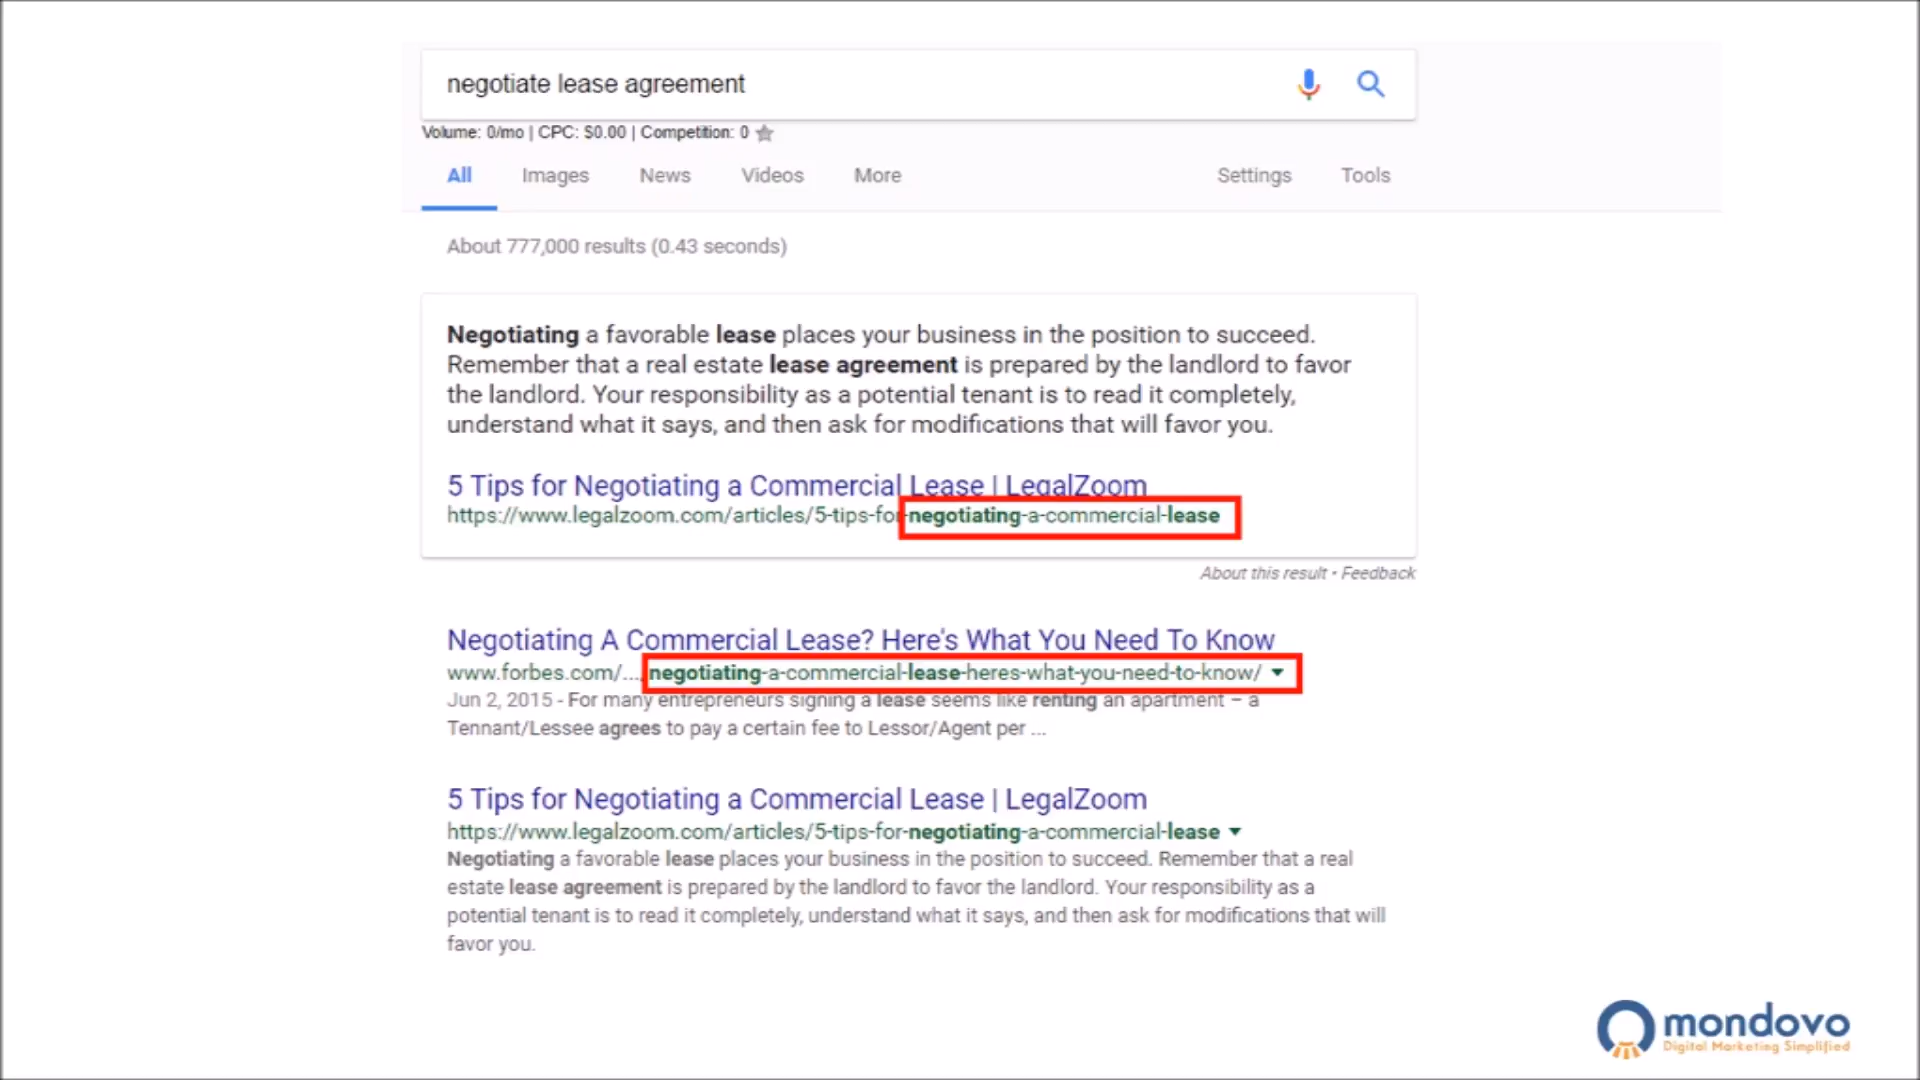 negotiate lease agreement
Volume: 0/mo | CPC: $0.00 | Competition: 0
All Images News Videos More Settings Tools
About 777,000 results (0.43 seconds)
Negotiating a favorable lease places your business in the position to succeed.
Remember that a real estate lease agreement is prepared by the landlord to favor
the landlord. Your responsibility as a potential tenant is to read it completely,
understand what it says, and then ask for modifications that will favor you.
5 Tips for Negotiating a Commercial Lease | LegalZoom
https://www.legalzoom.com/articles/5-tips-for-negotiating-a-commercial-lease
About this result • Feedback
Negotiating A Commercial Lease? Here's What You Need To Know
www.forbes.com/.../negotiating-a-commercial-lease-heres-what-you-need-to-know/
Jun 2, 2015 - For many entrepreneurs signing a lease seems like renting an apartment – a
Tennant/Lessee agrees to pay a certain fee to Lessor/Agent per ...
5 Tips for Negotiating a Commercial Lease | LegalZoom
https://www.legalzoom.com/articles/5-tips-for-negotiating-a-commercial-lease
Negotiating a favorable lease places your business in the position to succeed. Remember that a real
estate lease agreement is prepared by the landlord to favor the landlord. Your responsibility as a
potential tenant is to read it completely, understand what it says, and then ask for modifications that will
favor you.
mondovo
Digital Marketing Simplified